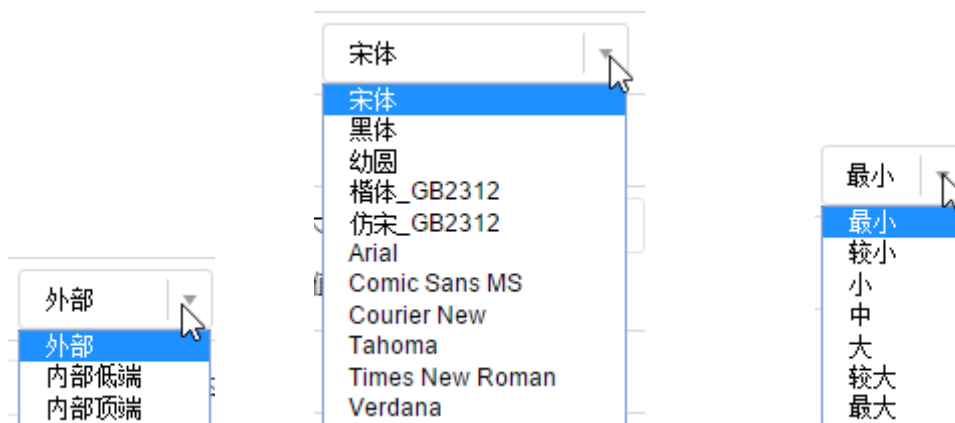 外部
外部
内部低端
内部顶端
宋体
宋体
黑体
幼圆
楷体_GB2312
仿宋_GB2312
Arial
Comic Sans MS
Courier New
Tahoma
Times New Roman
Verdana
最小
最小
较小
小
中
大
较大
最大